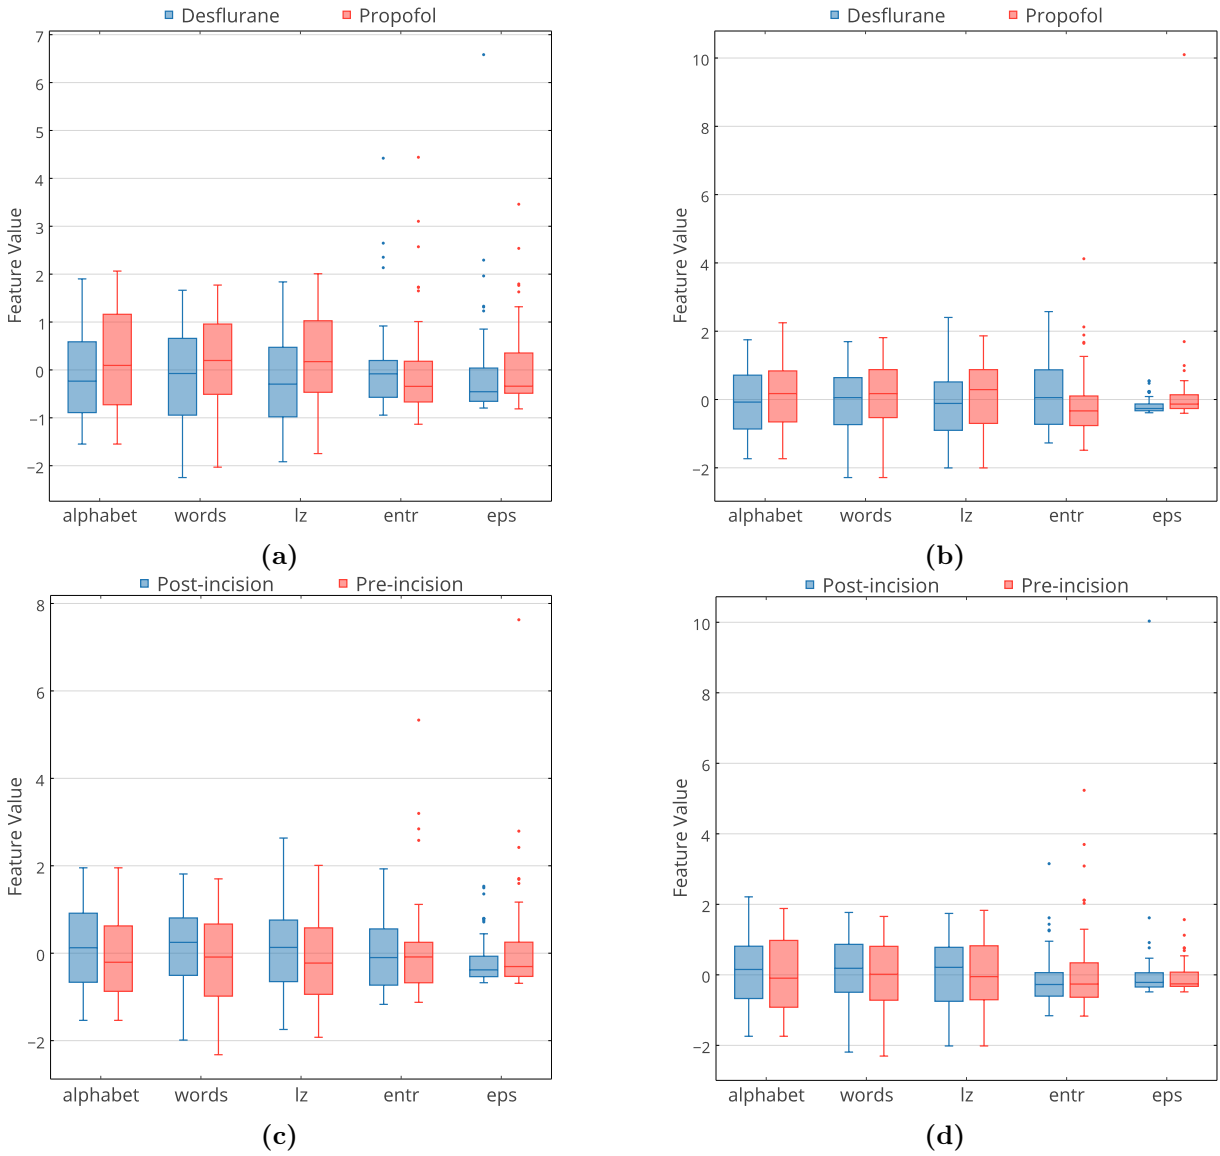 Desflurane Propofol
7
6
5
4
3
2
1
0
−1
−2
Feature Value
alphabet words lz entr eps
(a)
Desflurane Propofol
10
8
6
4
2
0
−2
Feature Value
alphabet words lz entr eps
(b)
Post-incision Pre-incision
8
6
4
2
0
−2
Feature Value
alphabet words lz entr eps
(c)
Post-incision Pre-incision
10
8
6
4
2
0
−2
Feature Value
alphabet words lz entr eps
(d)